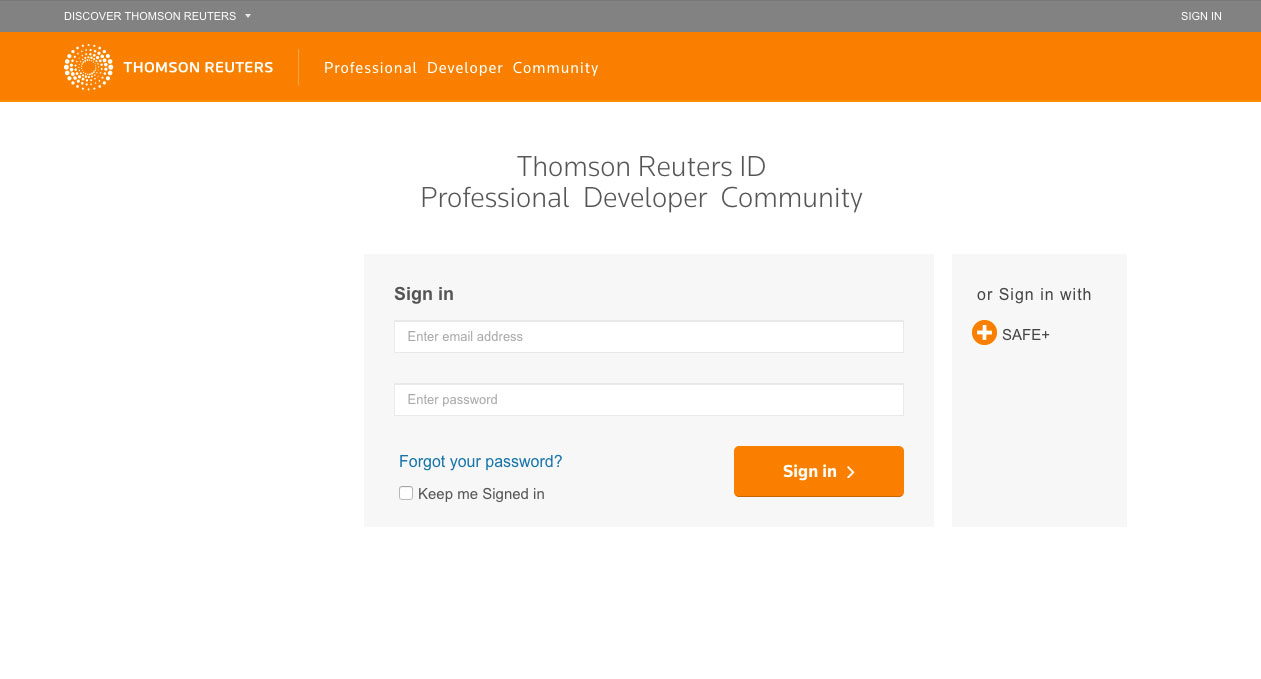 DISCOVER THOMSON REUTERS
SIGN IN
THOMSON REUTERS
Professional Developer Community
Thomson Reuters ID
Professional Developer Community
Sign in
Enter email address
Enter password
Forgot your password?
Keep me Signed in
Sign in
or Sign in with
SAFE+